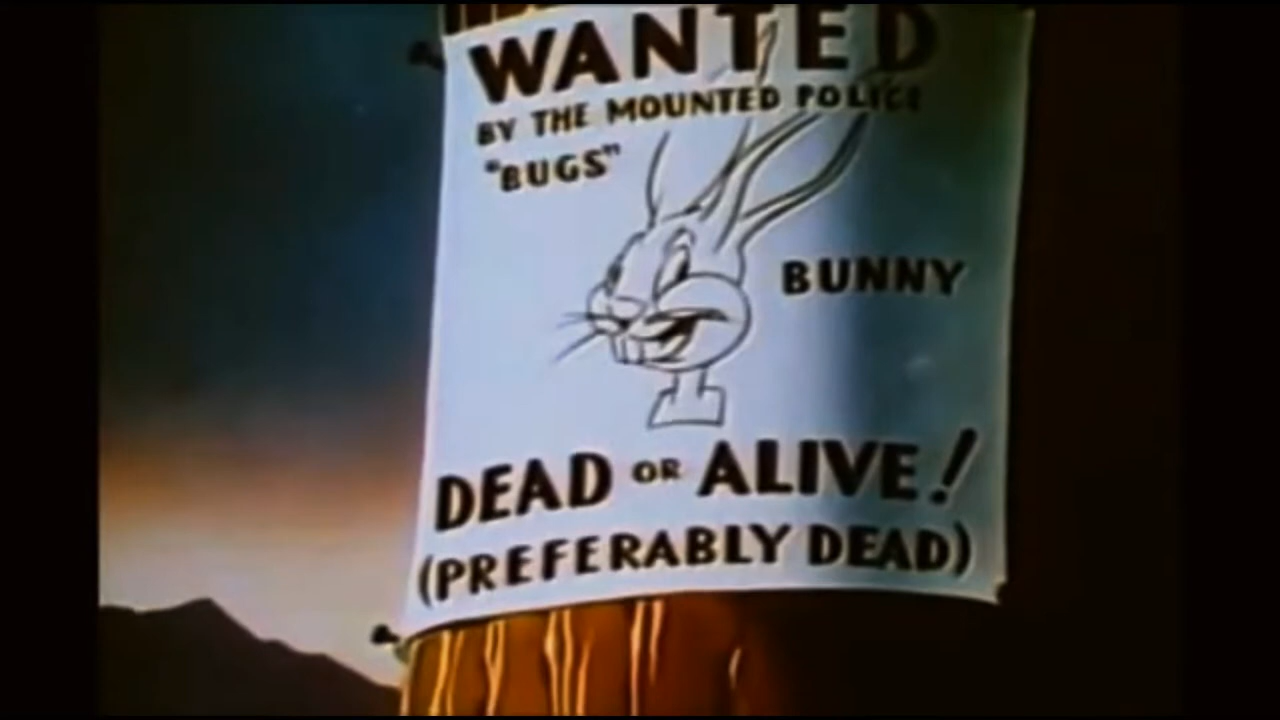 WANTED
BY THE MOUNTED POLICE
"BUGS"
BUNNY
DEAD OR ALIVE!
(PREFERABLY DEAD)